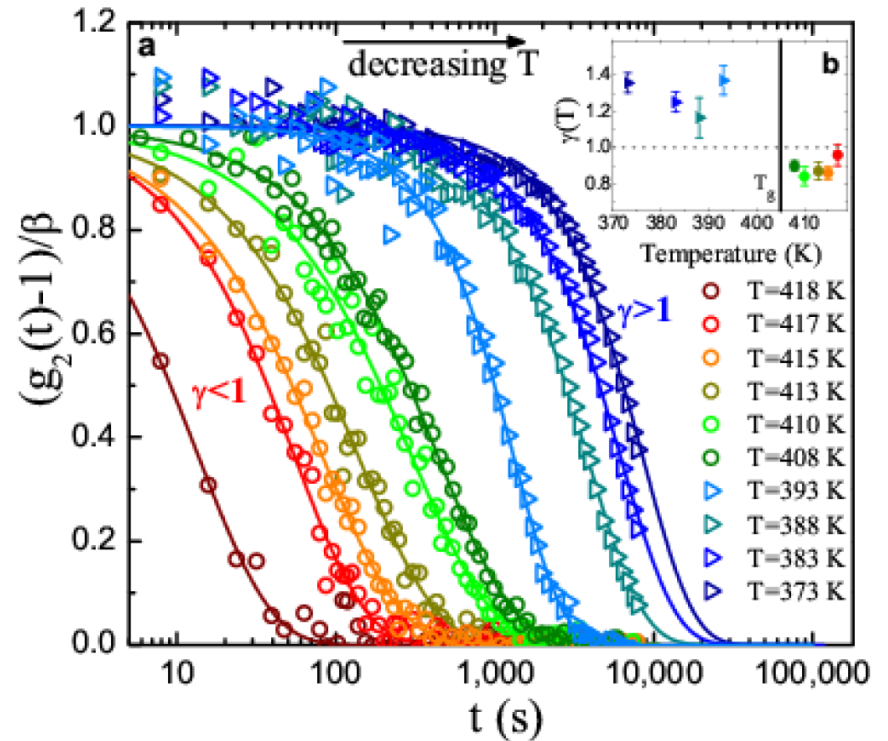 a
decreasing T
b
1.2
1.0
0.8
0.6
0.4
0.2
0.0
(g₂(t)-1)/β
γ<1
γ>1
10
100
1,000
10,000
100,000
t (s)
γ(T)
1.4
1.2
1.0
0.8
T_g
370
380
390
400
410
Temperature (K)
T=418 K
T=417 K
T=415 K
T=413 K
T=410 K
T=408 K
T=393 K
T=388 K
T=383 K
T=373 K